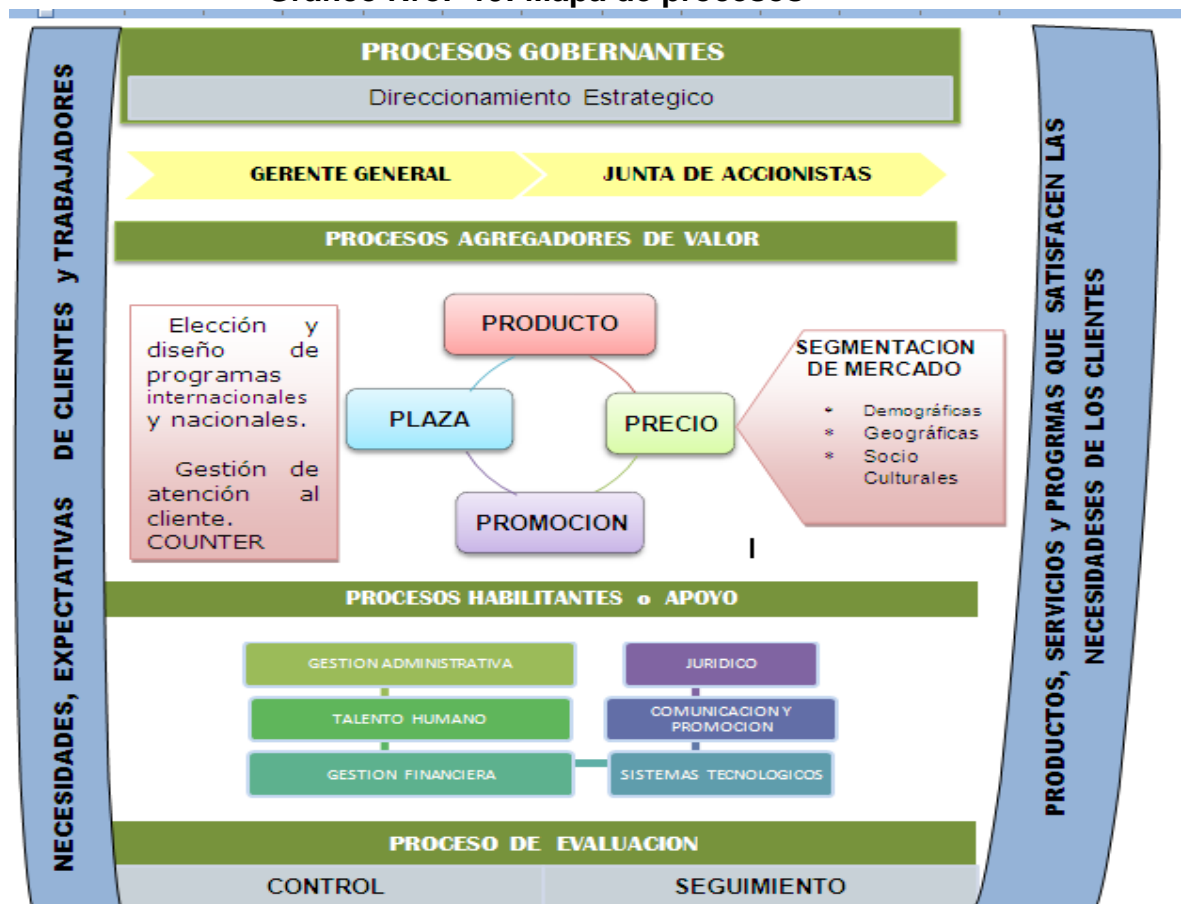 Mapa de procesos
PROCESOS GOBERNANTES
Direccionamiento Estrategico
GERENTE GENERAL
JUNTA DE ACCIONISTAS
PROCESOS AGREGADORES DE VALOR
NECESIDADES, EXPECTATIVAS DE CLIENTES y TRABAJADORES
Elección y
diseño de
programas
internacionales
y nacionales.
Gestión de
atención al
cliente.
COUNTER
PRODUCTO
PLAZA
PRECIO
PROMOCION
SEGMENTACION
DE MERCADO
* Demográficas
* Geográficas
* Socio
Culturales
PRODUCTOS, SERVICIOS y PROGRMAS QUE SATISFACEN LAS
NECESIDADESES DE LOS CLIENTES
PROCESOS HABILITANTES o APOYO
GESTION ADMINISTRATIVA
TALENTO HUMANO
GESTION FINANCIERA
JURIDICO
COMUNICACION Y
PROMOCION
SISTEMAS TECNOLOGICOS
PROCESO DE EVALUACION
CONTROL
SEGUIMIENTO